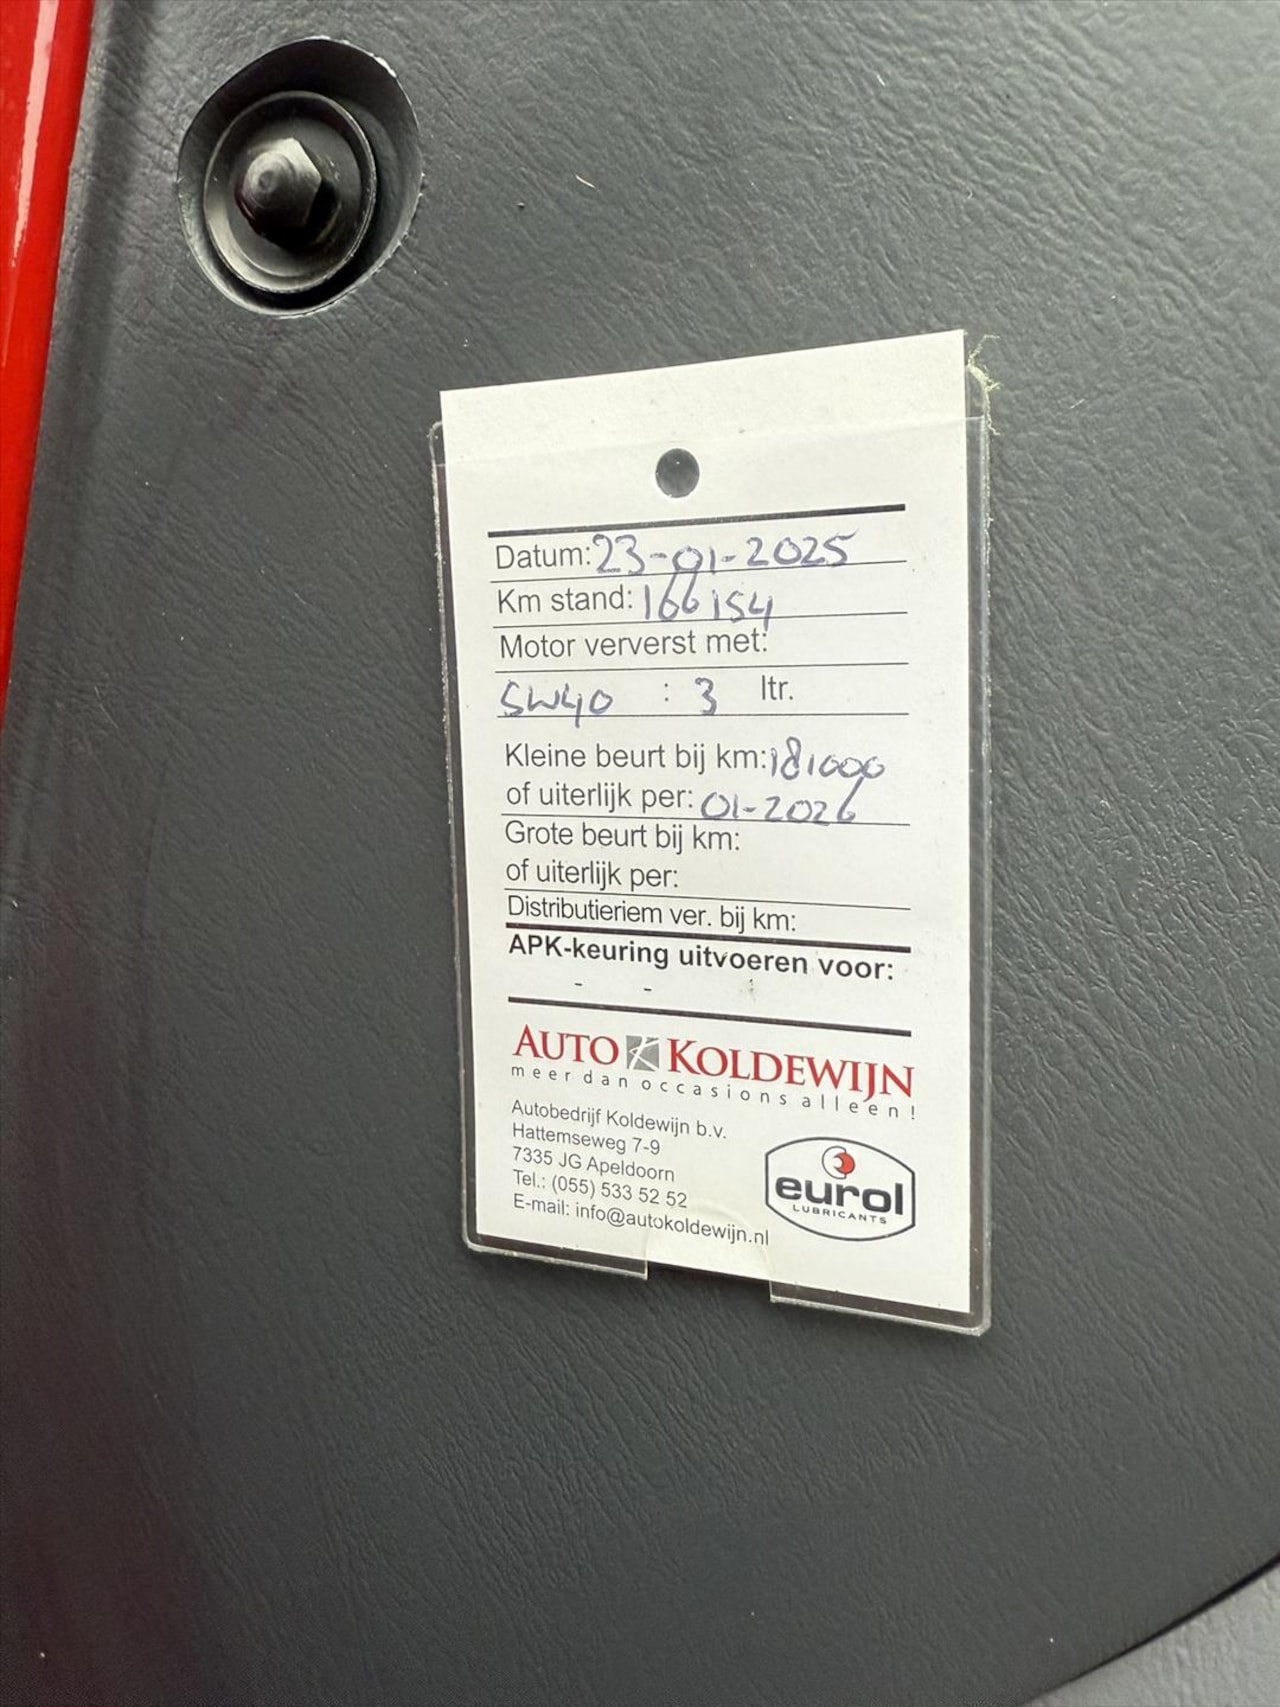 Datum: 23-01-2025
Km stand: 166154
Motor ververst met:
5W40 : 3 ltr.
Kleine beurt bij km: 181000
of uiterlijk per: 01-2026
Grote beurt bij km:
of uiterlijk per:
Distributieriem ver. bij km:
APK-keuring uitvoeren voor:
- -
AUTO KOLDEWIJN
meer dan occasions alleen!
Autobedrijf Koldewijn b.v.
Hattemseweg 7-9
7335 JG Apeldoorn
Tel.: (055) 533 52 52
E-mail: info@autokoldewijn.nl
eurol
LUBRICANTS